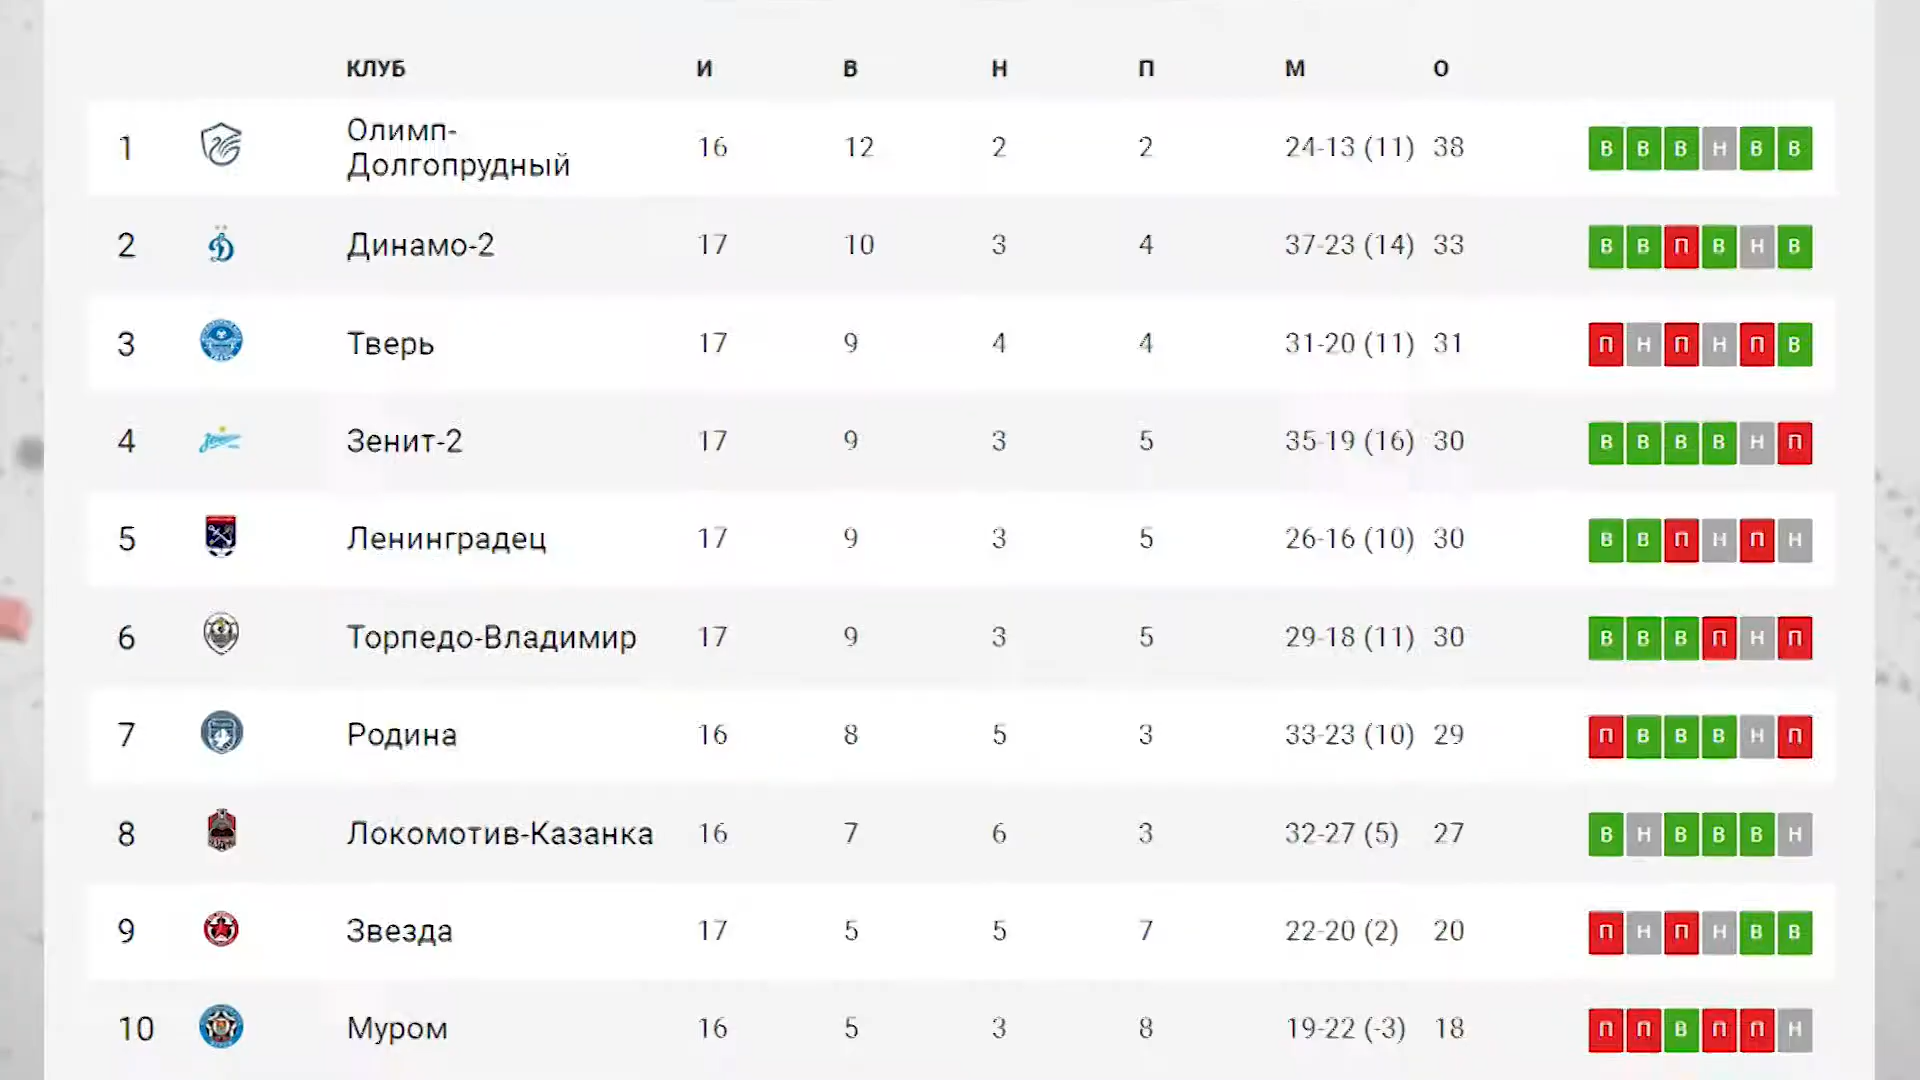 КЛУБ И В Н П М О
1 Олимп-
Долгопрудный 16 12 2 2 24-13 (11) 38 В В В Н В В
2 Динамо-2 17 10 3 4 37-23 (14) 33 В В П В Н В
3 Тверь 17 9 4 4 31-20 (11) 31 П Н П Н П В
4 Зенит-2 17 9 3 5 35-19 (16) 30 В В В В Н П
5 Ленинградец 17 9 3 5 26-16 (10) 30 В В П Н П Н
6 Торпедо-Владимир 17 9 3 5 29-18 (11) 30 В В В П Н П
7 Родина 16 8 5 3 33-23 (10) 29 П В В В Н П
8 Локомотив-Казанка 16 7 6 3 32-27 (5) 27 В Н В В В Н
9 Звезда 17 5 5 7 22-20 (2) 20 П Н П Н В В
10 Муром 16 5 3 8 19-22 (-3) 18 П П В П П Н